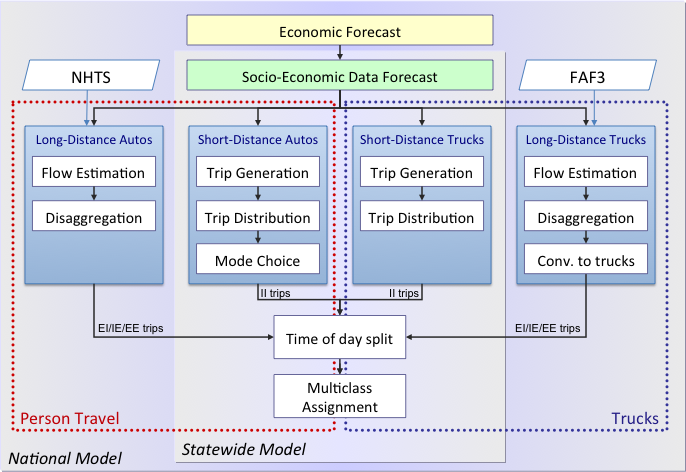 Economic Forecast
NHTS
Socio-Economic Data Forecast
FAF3
Long-Distance Autos
Flow Estimation
Disaggregation
Short-Distance Autos
Trip Generation
Trip Distribution
Mode Choice
Short-Distance Trucks
Trip Generation
Trip Distribution
Long-Distance Trucks
Flow Estimation
Disaggregation
Conv. to trucks
II trips
II trips
EI/IE/EE trips
EI/IE/EE trips
Time of day split
Multiclass
Assignment
Person Travel
Trucks
Statewide Model
National Model